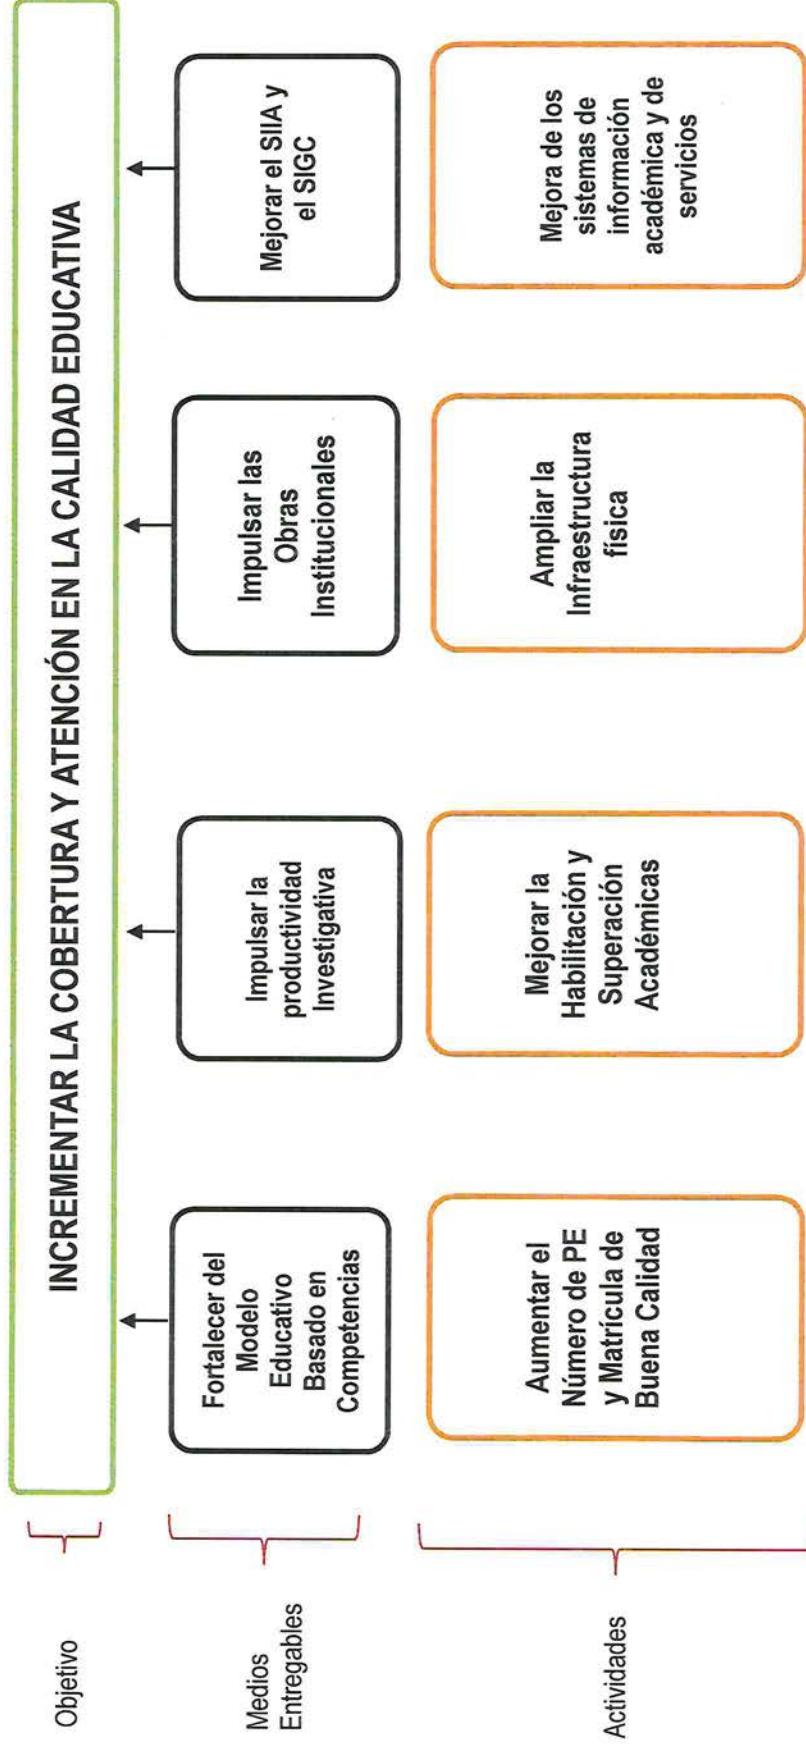 Objetivo
INCREMENTAR LA COBERTURA Y ATENCIÓN EN LA CALIDAD EDUCATIVA
Medios
Entregables
Fortalecer del
Modelo
Educativo
Basado en
Competencias
Impulsar la
productividad
Investigativa
Impulsar las
Obras
Institucionales
Mejorar el SIIA y
el SIGC
Actividades
Aumentar el
Número de PE
y Matrícula de
Buena Calidad
Mejorar la
Habilitación y
Superación
Académicas
Ampliar la
Infraestructura
física
Mejora de los
sistemas de
información
académica y de
servicios